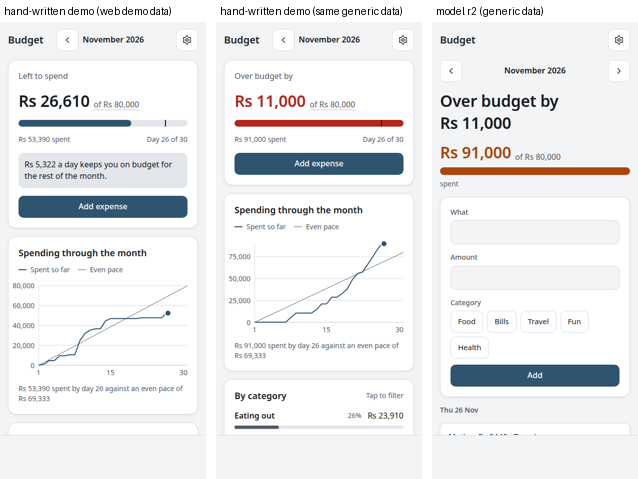 hand-written demo (web demo data)
Budget
November 2026
Left to spend
Rs 26,610 of Rs 80,000
Rs 53,390 spent
Day 26 of 30
Rs 5,322 a day keeps you on budget for
the rest of the month.
Add expense
Spending through the month
Spent so far
Even pace
80,000
60,000
40,000
20,000
0
1
15
30
Rs 53,390 spent by day 26 against an even pace of
Rs 69,333
hand-written demo (same generic data)
Budget
November 2026
Over budget by
Rs 11,000 of Rs 80,000
Rs 91,000 spent
Day 26 of 30
Add expense
Spending through the month
Spent so far
Even pace
75,000
50,000
25,000
0
15
30
Rs 91,000 spent by day 26 against an even pace of
Rs 69,333
By category
Tap to filter
Eating out
26%
Rs 23,910
model r2 (generic data)
Budget
November 2026
Over budget by
Rs 11,000
Rs 91,000 of Rs 80,000
spent
What
Amount
Category
Food
Bills
Travel
Fun
Health
Add
Thu 26 Nov